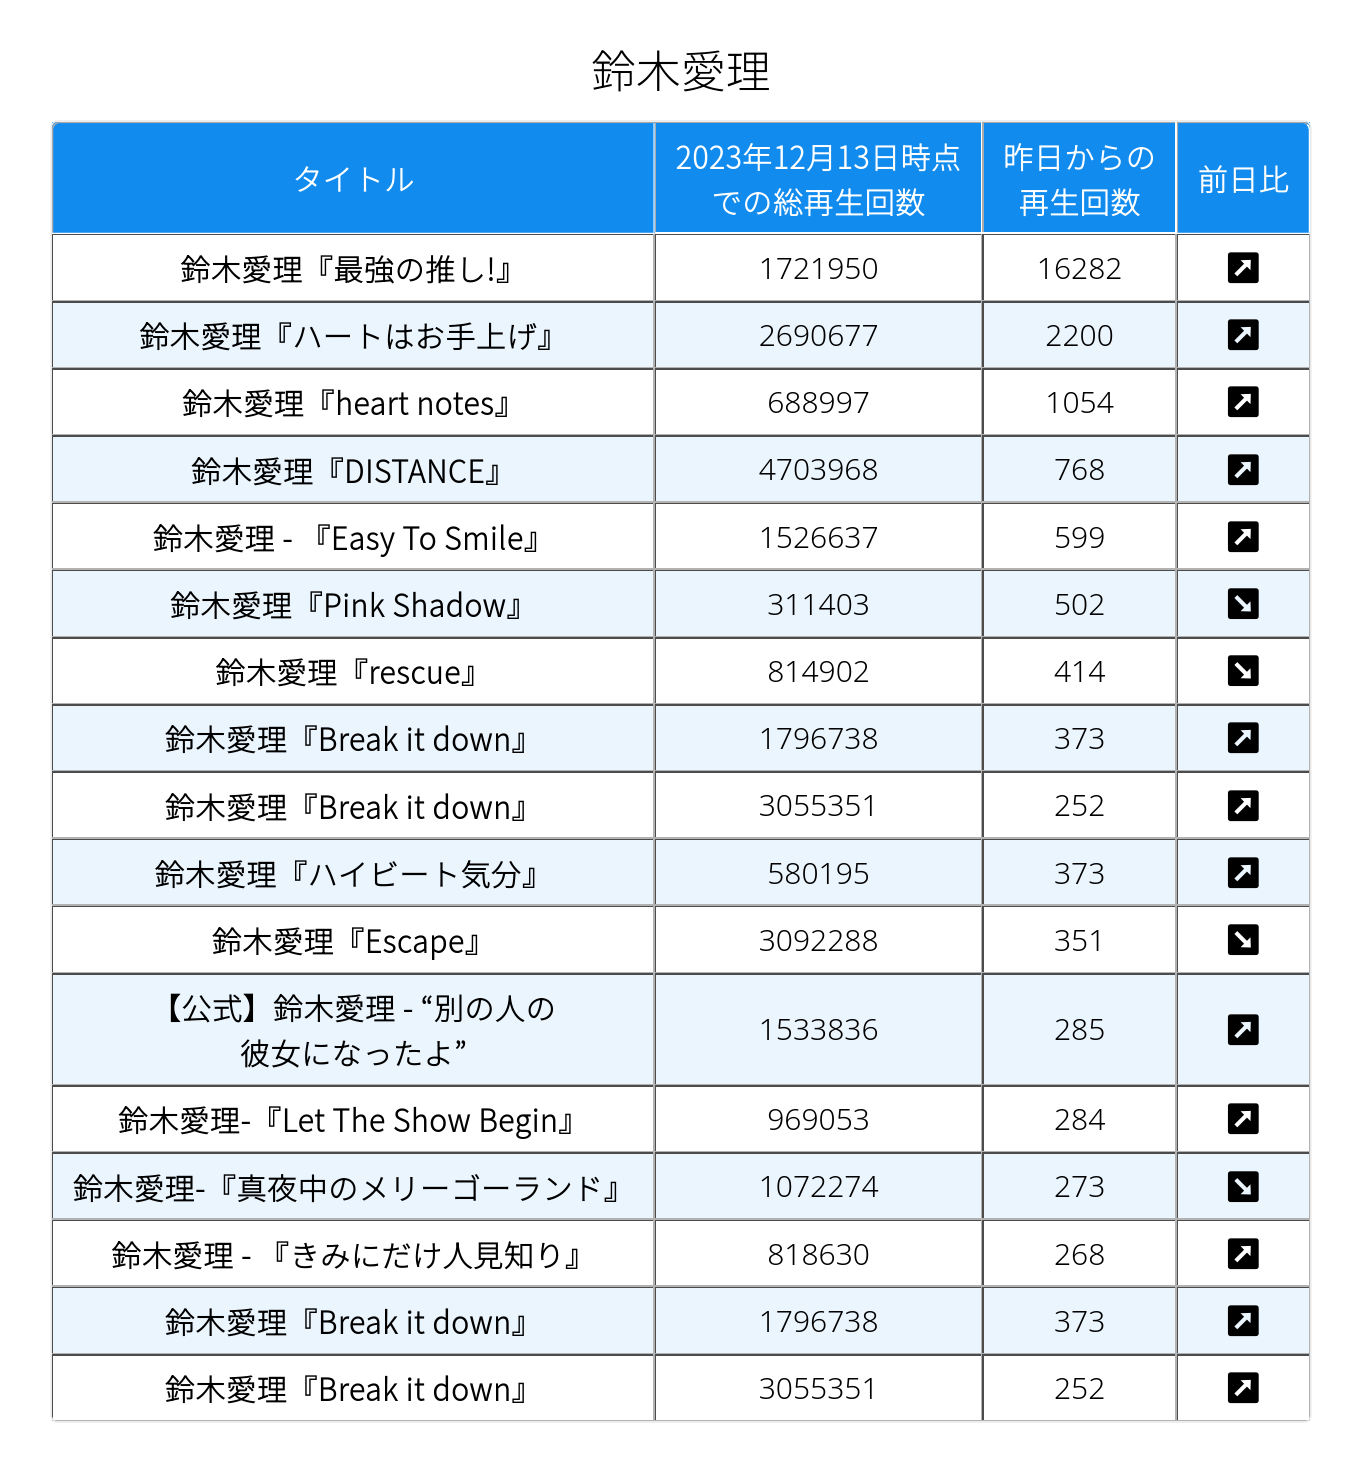 鈴木愛理
タイトル 2023年12月13日時点 昨日からの 前日比
での総再生回数 再生回数
鈴木愛理『最強の推し!』 1721950 16282
鈴木愛理『ハートはお手上げ』 2690677 2200
鈴木愛理『heart notes』 688997 1054
鈴木愛理『DISTANCE』 4703968 768
鈴木愛理 - 『Easy To Smile』 1526637 599
鈴木愛理『Pink Shadow』 311403 502
鈴木愛理『rescue』 814902 414
鈴木愛理『Break it down』 1796738 373
鈴木愛理『Break it down』 3055351 252
鈴木愛理『ハイビート気分』 580195 373
鈴木愛理『Escape』 3092288 351
【公式】鈴木愛理 - “別の人の
彼女になったよ” 1533836 285
鈴木愛理-『Let The Show Begin』 969053 284
鈴木愛理-『真夜中のメリーゴーランド』 1072274 273
鈴木愛理 - 『きみにだけ人見知り』 818630 268
鈴木愛理『Break it down』 1796738 373
鈴木愛理『Break it down』 3055351 252